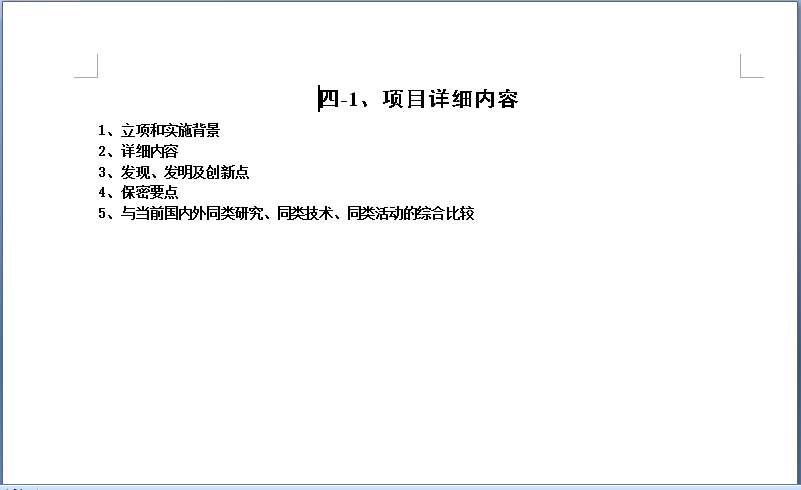 四-1、项目详细内容
1、立项和实施背景
2、详细内容
3、发现、发明及创新点
4、保密要点
5、与当前国内外同类研究、同类技术、同类活动的综合比较